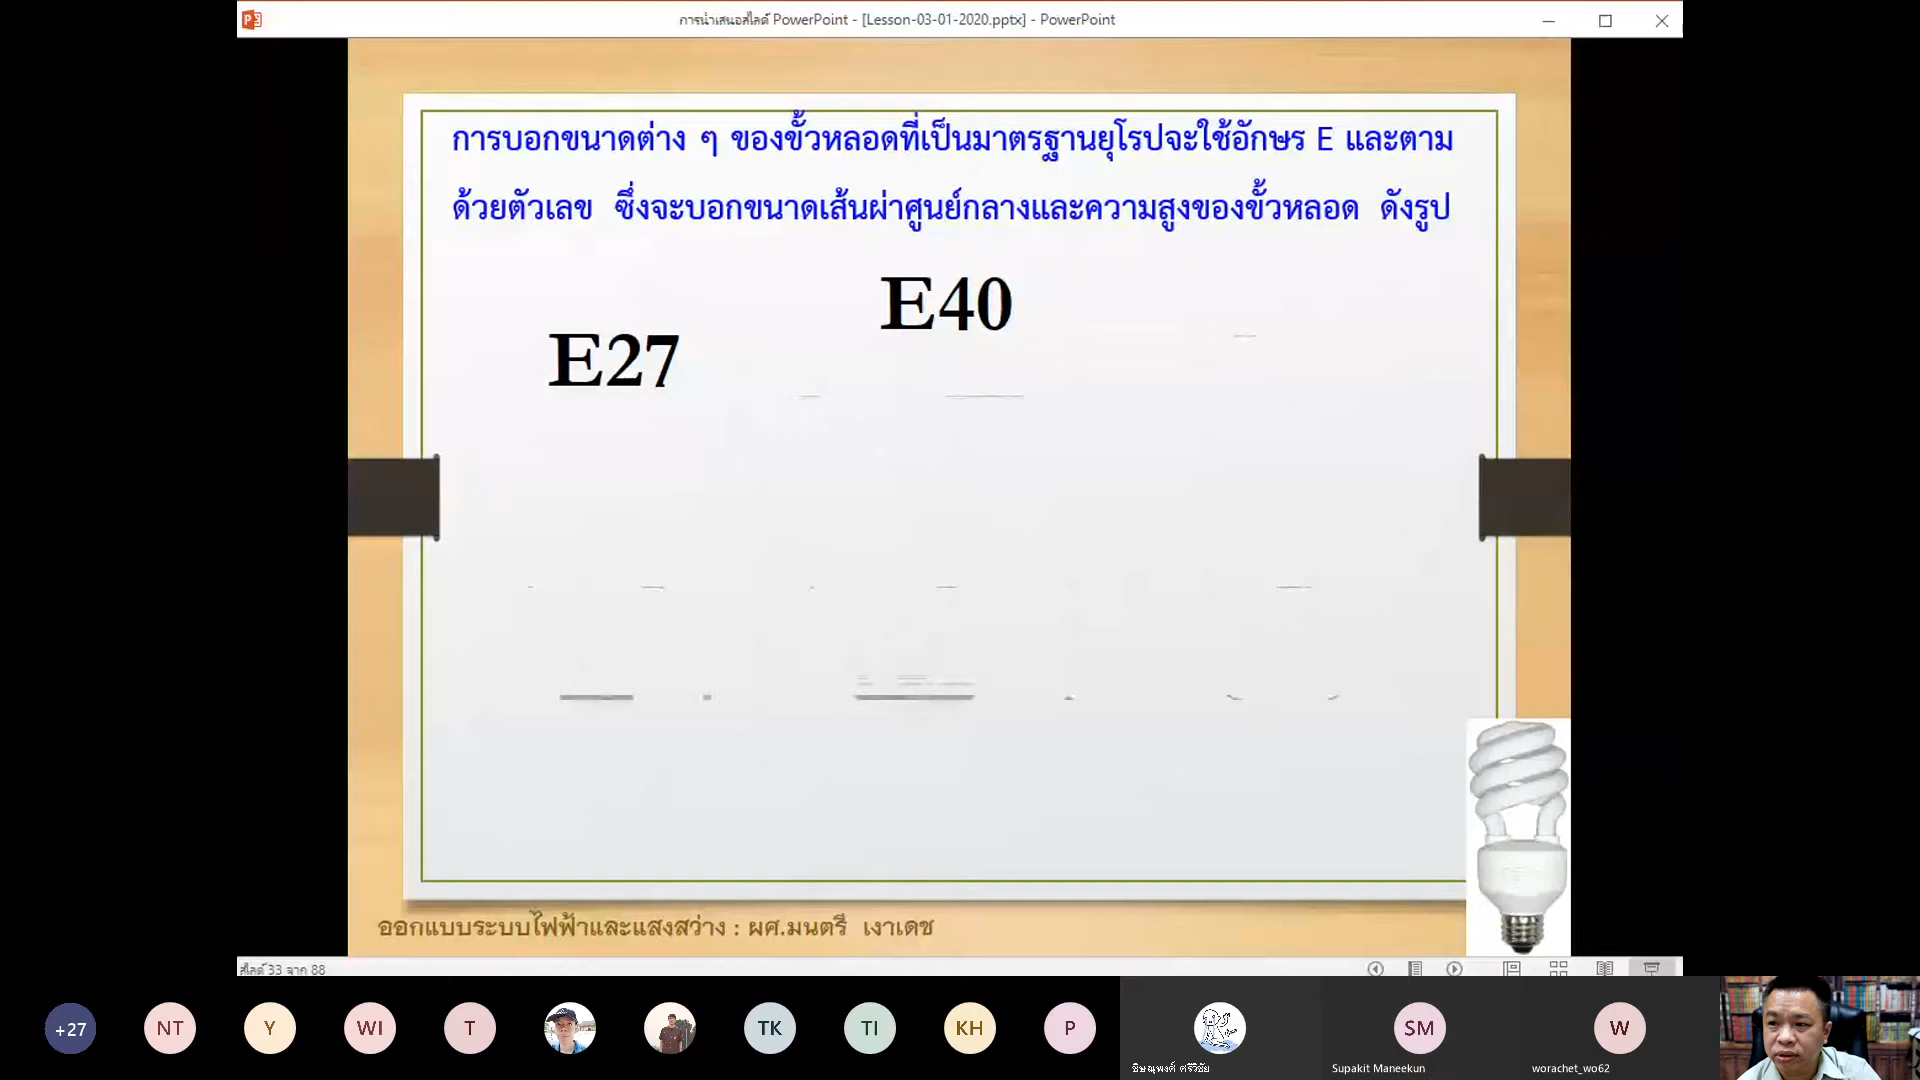 การนำเสนอสไลด์ PowerPoint - [Lesson-03-01-2020.pptx] - PowerPoint
การบอกขนาดต่าง ๆ ของขั้วหลอดที่เป็นมาตรฐานยุโรปจะใช้อักษร E และตาม
ด้วยตัวเลข ซึ่งจะบอกขนาดเส้นผ่าศูนย์กลางและความสูงของขั้วหลอด ดังรูป
E40
E27
ออกแบบระบบไฟฟ้าและแสงสว่าง : ผศ.มนตรี เงาเดช
สไลด์ 33 จาก 88
+27
NT
Y
WI
T
TK
TI
KH
P
SM
W
ชิษณุพงศ์ ศรีวิชัย
Supakit Maneekun
worachet_wo62